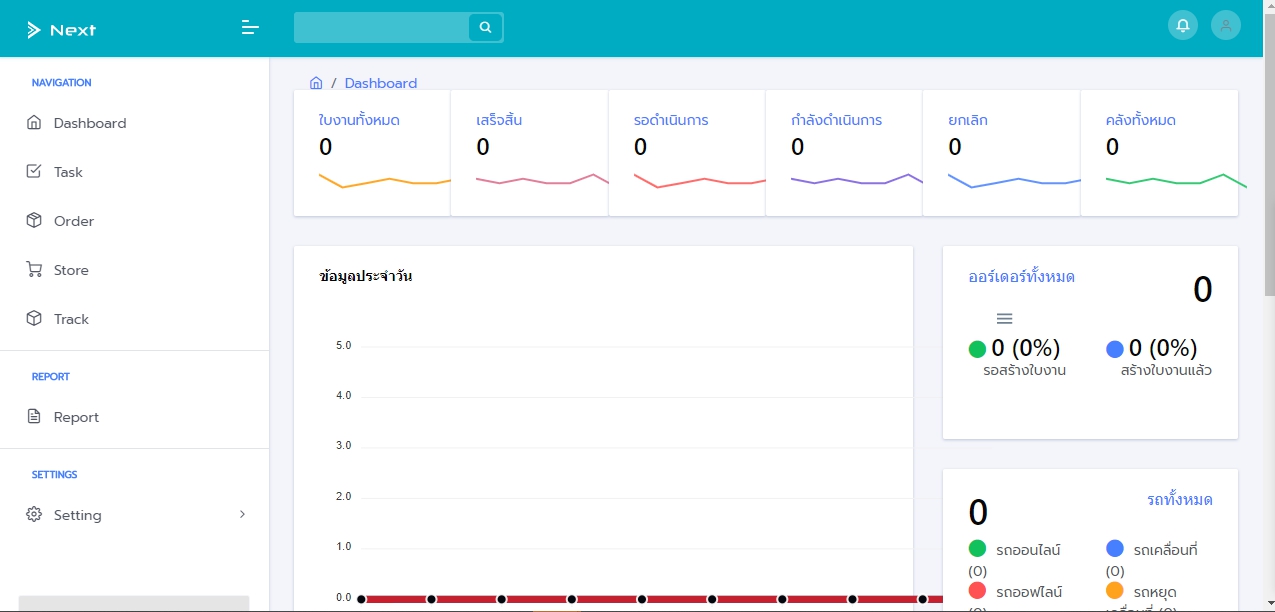 Next
NAVIGATION
Dashboard
Task
Order
Store
Track
REPORT
Report
SETTINGS
Setting
/ Dashboard
ใบงานทั้งหมด
0
เสร็จสิ้น
0
รอดำเนินการ
0
กำลังดำเนินการ
0
ยกเลิก
0
คลังทั้งหมด
0
ข้อมูลประจำวัน
5.0
4.0
3.0
2.0
1.0
0.0
ออร์เดอร์ทั้งหมด
0
0 (0%)
รอสร้างใบงาน
0 (0%)
สร้างใบงานแล้ว
รถทั้งหมด
0
รถออนไลน์
(0)
รถเคลื่อนที่
(0)
รถออฟไลน์
(0)
รถหยุด
เคลื่อนที่ (0)